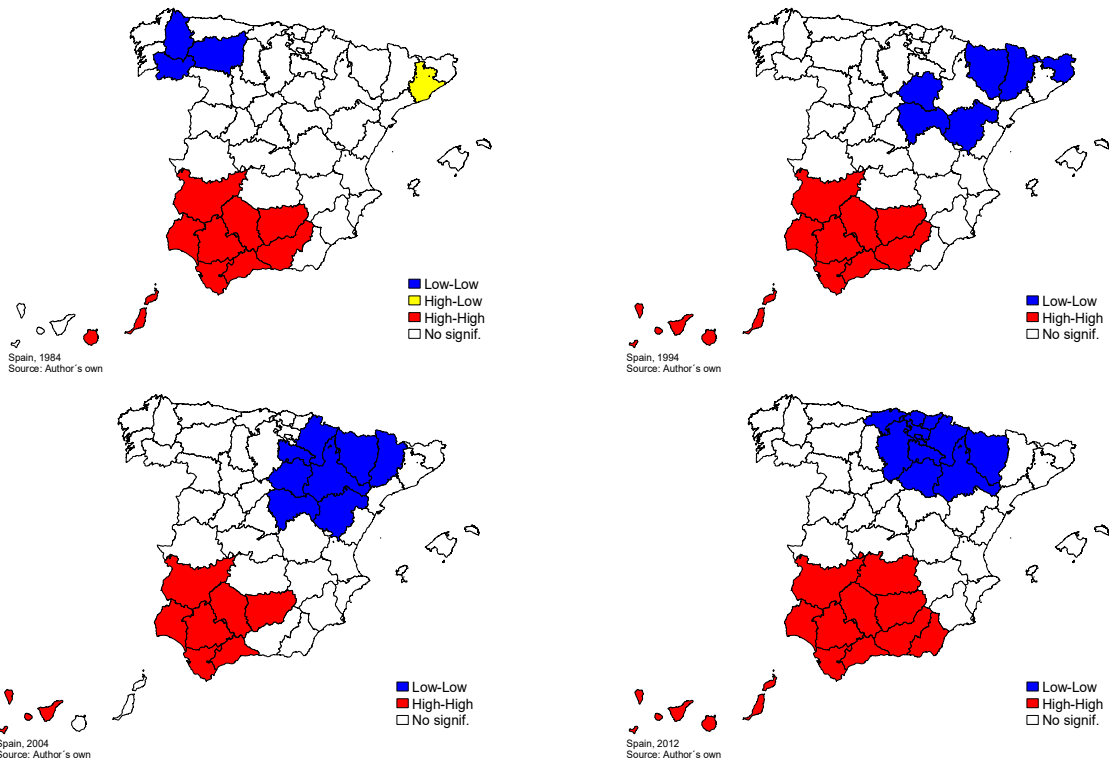 Low-Low
High-Low
High-High
No signif.
Spain, 1984
Source: Author´s own
Low-Low
High-High
No signif.
Spain, 1994
Source: Author´s own
Low-Low
High-High
No signif.
Spain, 2004
Source: Author´s own
Low-Low
High-High
No signif.
Spain, 2012
Source: Author´s own